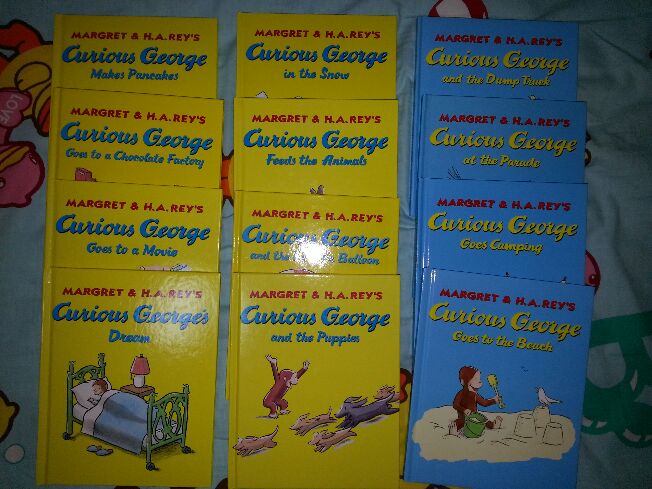 MARGRET & H.A.REY'S
Curious George
Makes Pancakes
MARGRET & H.A.REY'S
Curious George
Goes to a Chocolate Factory
MARGRET & H.A.REY'S
Curious George
Goes to a Movie
MARGRET & H.A.REY'S
Curious George's
Dream
MARGRET & H.A.REY'S
Curious George
in the Snow
MARGRET & H.A.REY'S
Curious George
Feeds the Animals
MARGRET & H.A.REY'S
Curious George
and the Balloon
MARGRET & H.A.REY'S
Curious George
and the Puppies
MARGRET & H.A.REY'S
Curious George
and the Dump Truck
MARGRET & H.A.REY'S
Curious George
at the Parade
MARGRET & H.A.REY'S
Curious George
Goes Camping
MARGRET & H.A.REY'S
Curious George
Goes to the Beach
LOVE